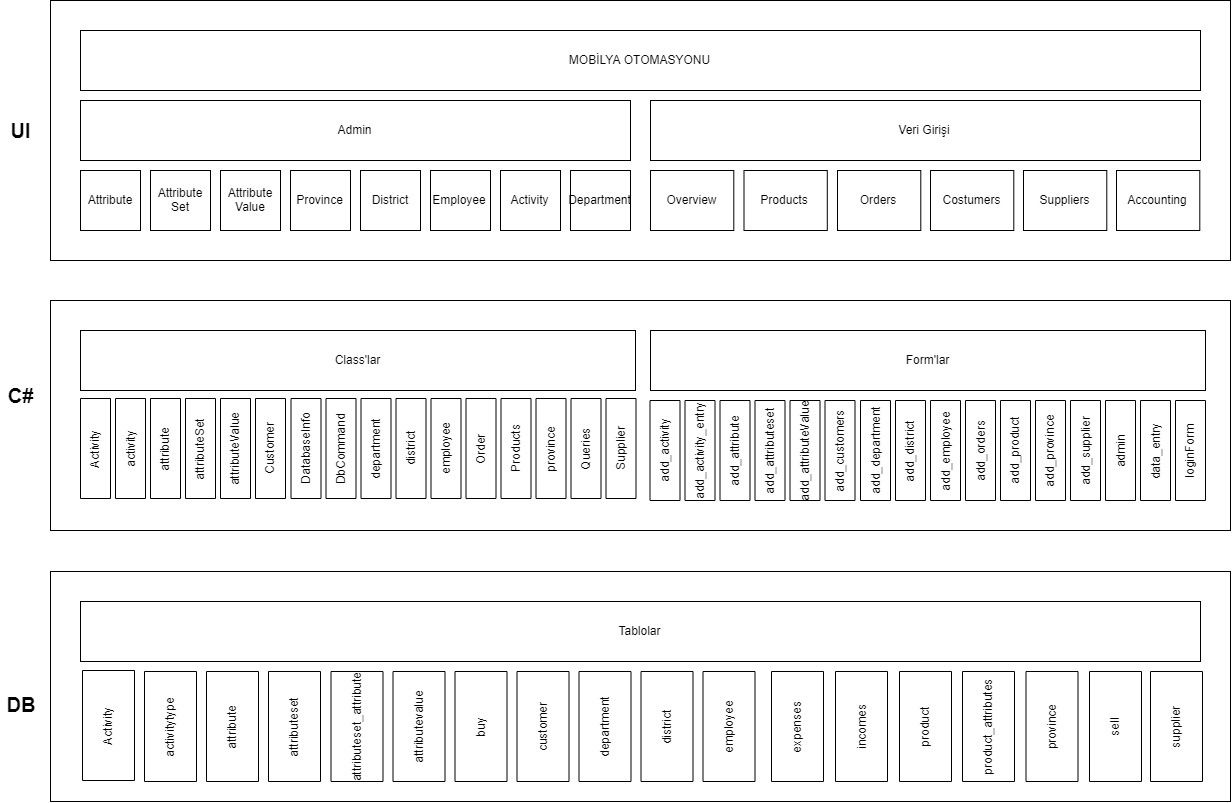 UI
MOBİLYA OTOMASYONU
Admin
Veri Girişi
Attribute
Attribute
Set
Attribute
Value
Province
District
Employee
Activity
Department
Overview
Products
Orders
Costumers
Suppliers
Accounting
C#
Class'lar
Form'lar
Activity
activity
attribute
attributeSet
attributeValue
Customer
DatabaseInfo
DbCommand
department
district
employee
Order
Products
province
Queries
Supplier
add_activity
add_activity_entry
add_attribute
add_attributeset
add_attributeValue
add_customers
add_department
add_district
add_employee
add_orders
add_product
add_province
add_supplier
admin
data_entry
loginForm
DB
Tablolar
Activity
activitytype
attribute
attributeset
attributeset_attribute
attributevalue
buy
customer
department
district
employee
expenses
incomes
product
product_attributes
province
sell
supplier